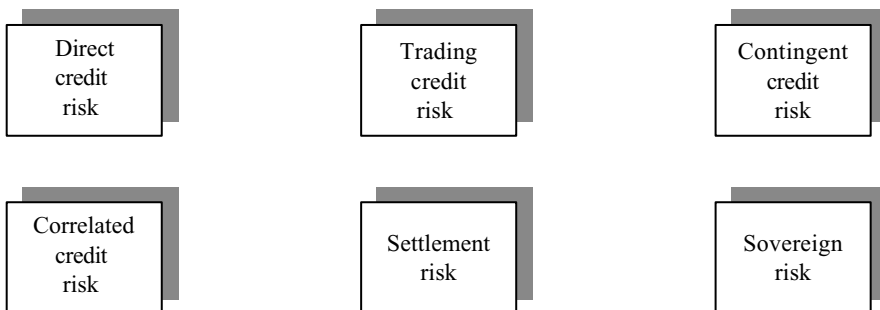 Direct
credit
risk
Trading
credit
risk
Contingent
credit
risk
Correlated
credit
risk
Settlement
risk
Sovereign
risk